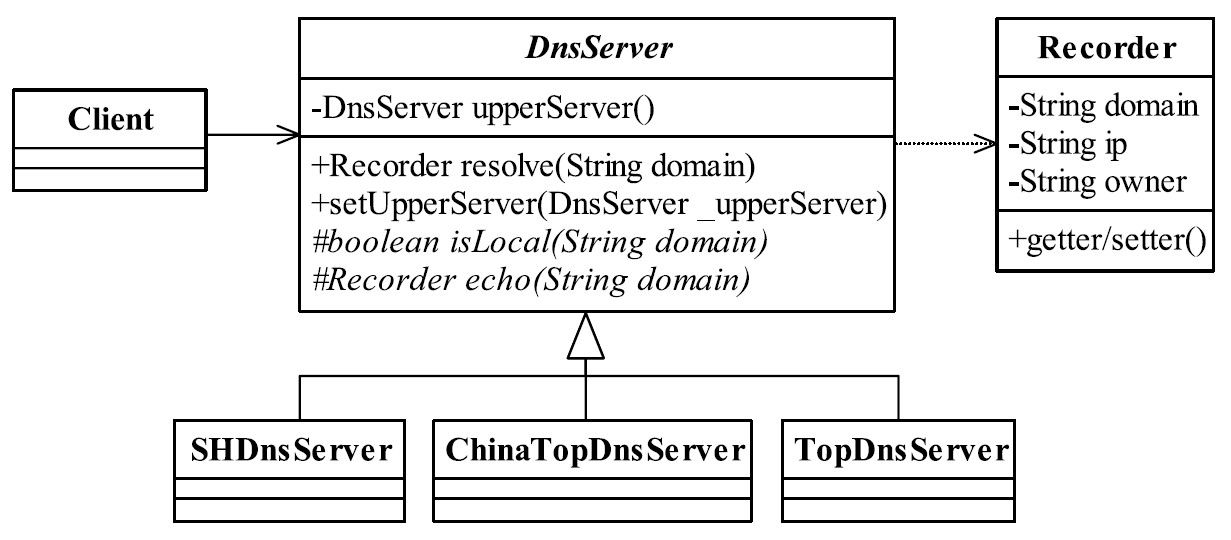 Client
DnsServer
-DnsServer upperServer()
+Recorder resolve(String domain)
+setUpperServer(DnsServer _upperServer)
#boolean isLocal(String domain)
#Recorder echo(String domain)
Recorder
-String domain
-String ip
-String owner
+getter/setter()
SHDnsServer
ChinaTopDnsServer
TopDnsServer